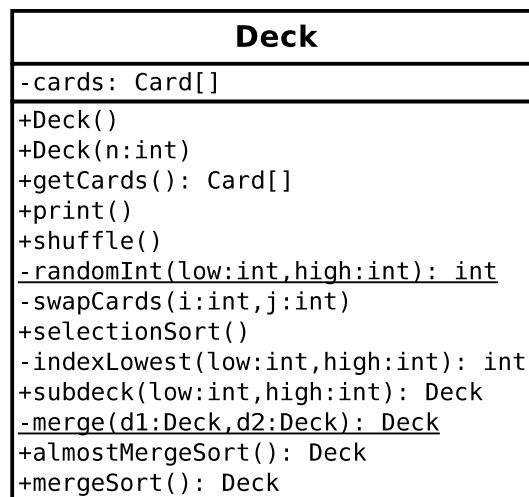 Deck
-cards: Card[]
+Deck()
+Deck(n:int)
+getCards(): Card[]
+print()
+shuffle()
-randomInt(low:int,high:int): int
-swapCards(i:int,j:int)
+selectionSort()
-indexLowest(low:int,high:int): int
+subdeck(low:int,high:int): Deck
-merge(d1:Deck,d2:Deck): Deck
+almostMergeSort(): Deck
+mergeSort(): Deck